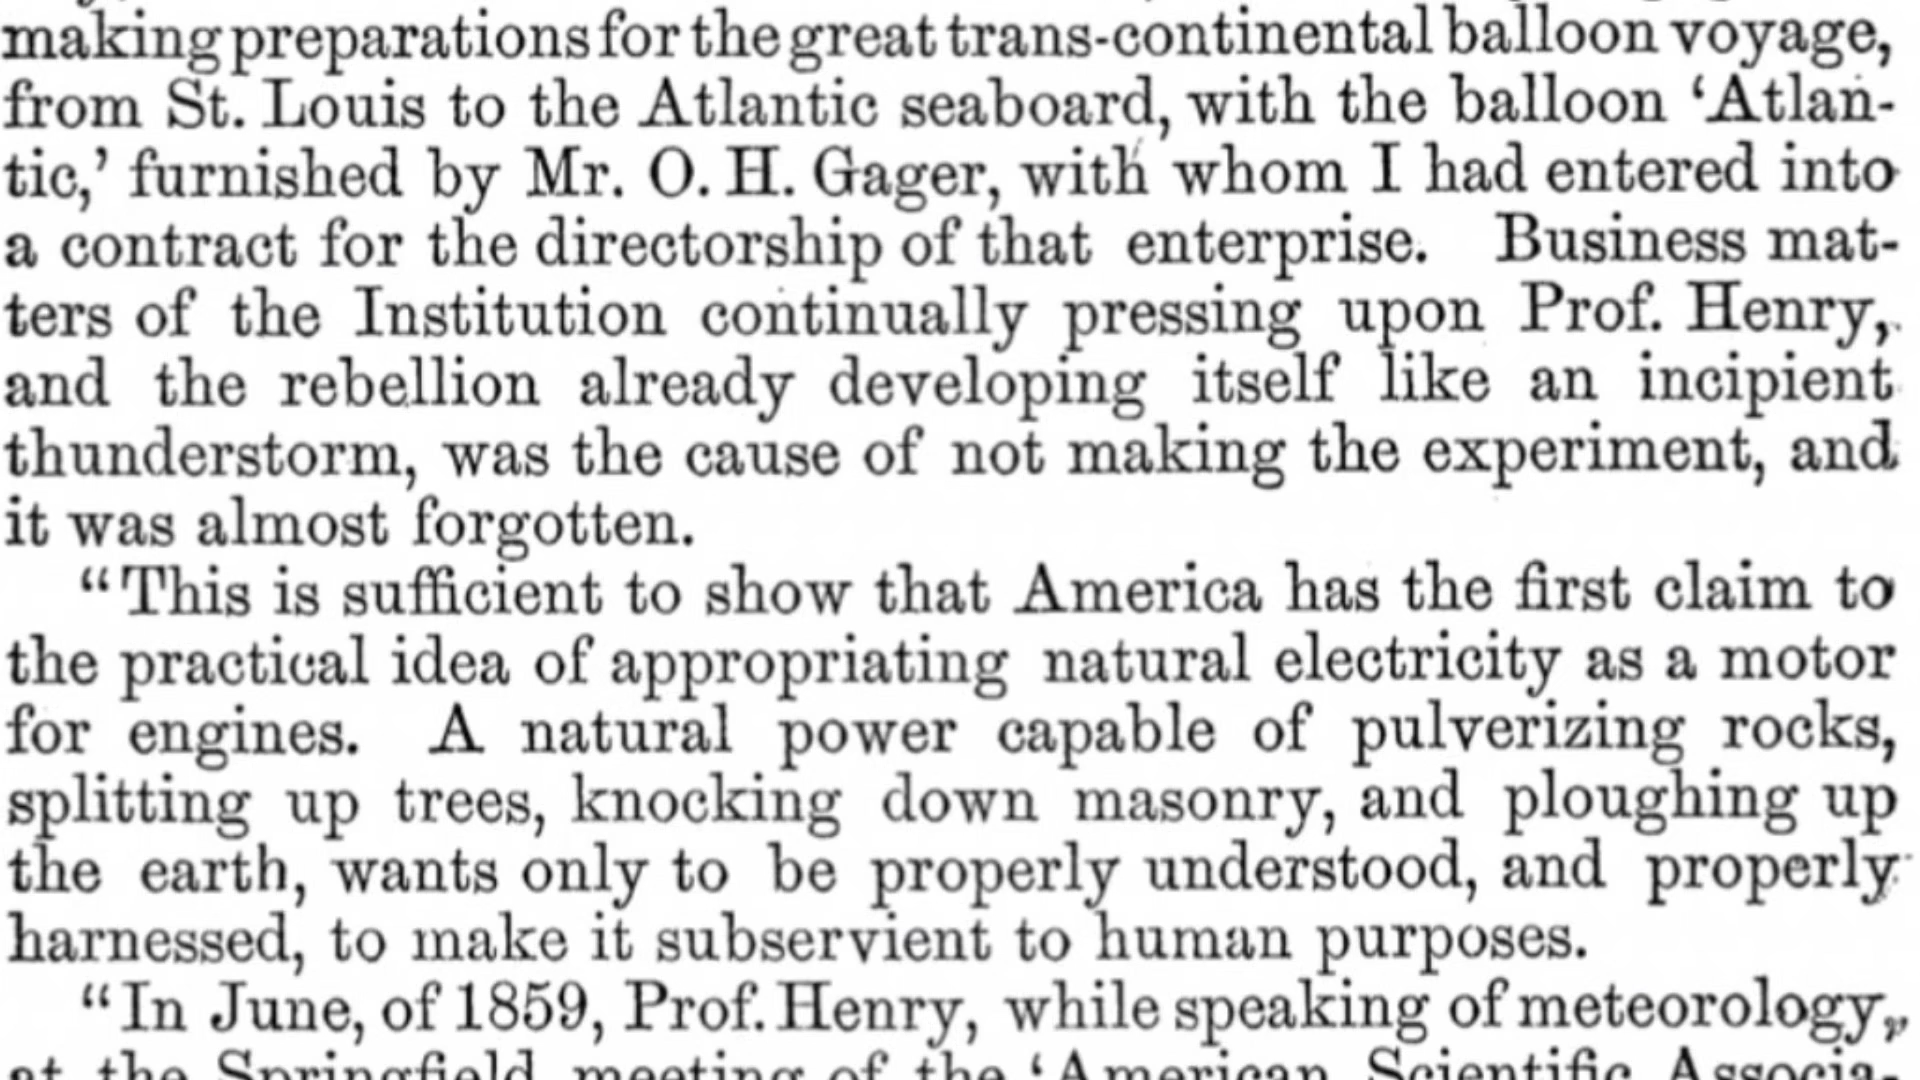 making preparations for the great trans-continental balloon voyage,
from St. Louis to the Atlantic seaboard, with the balloon ‘Atlan-
tic,’ furnished by Mr. O. H. Gager, with whom I had entered into
a contract for the directorship of that enterprise. Business mat-
ters of the Institution continually pressing upon Prof. Henry,
and the rebellion already developing itself like an incipient
thunderstorm, was the cause of not making the experiment, and
it was almost forgotten.
“This is sufficient to show that America has the first claim to
the practical idea of appropriating natural electricity as a motor
for engines. A natural power capable of pulverizing rocks,
splitting up trees, knocking down masonry, and ploughing up
the earth, wants only to be properly understood, and properly
harnessed, to make it subservient to human purposes.
“In June, of 1859, Prof. Henry, while speaking of meteorology,
at the Springfield meeting of the ‘American Scientific Associa-